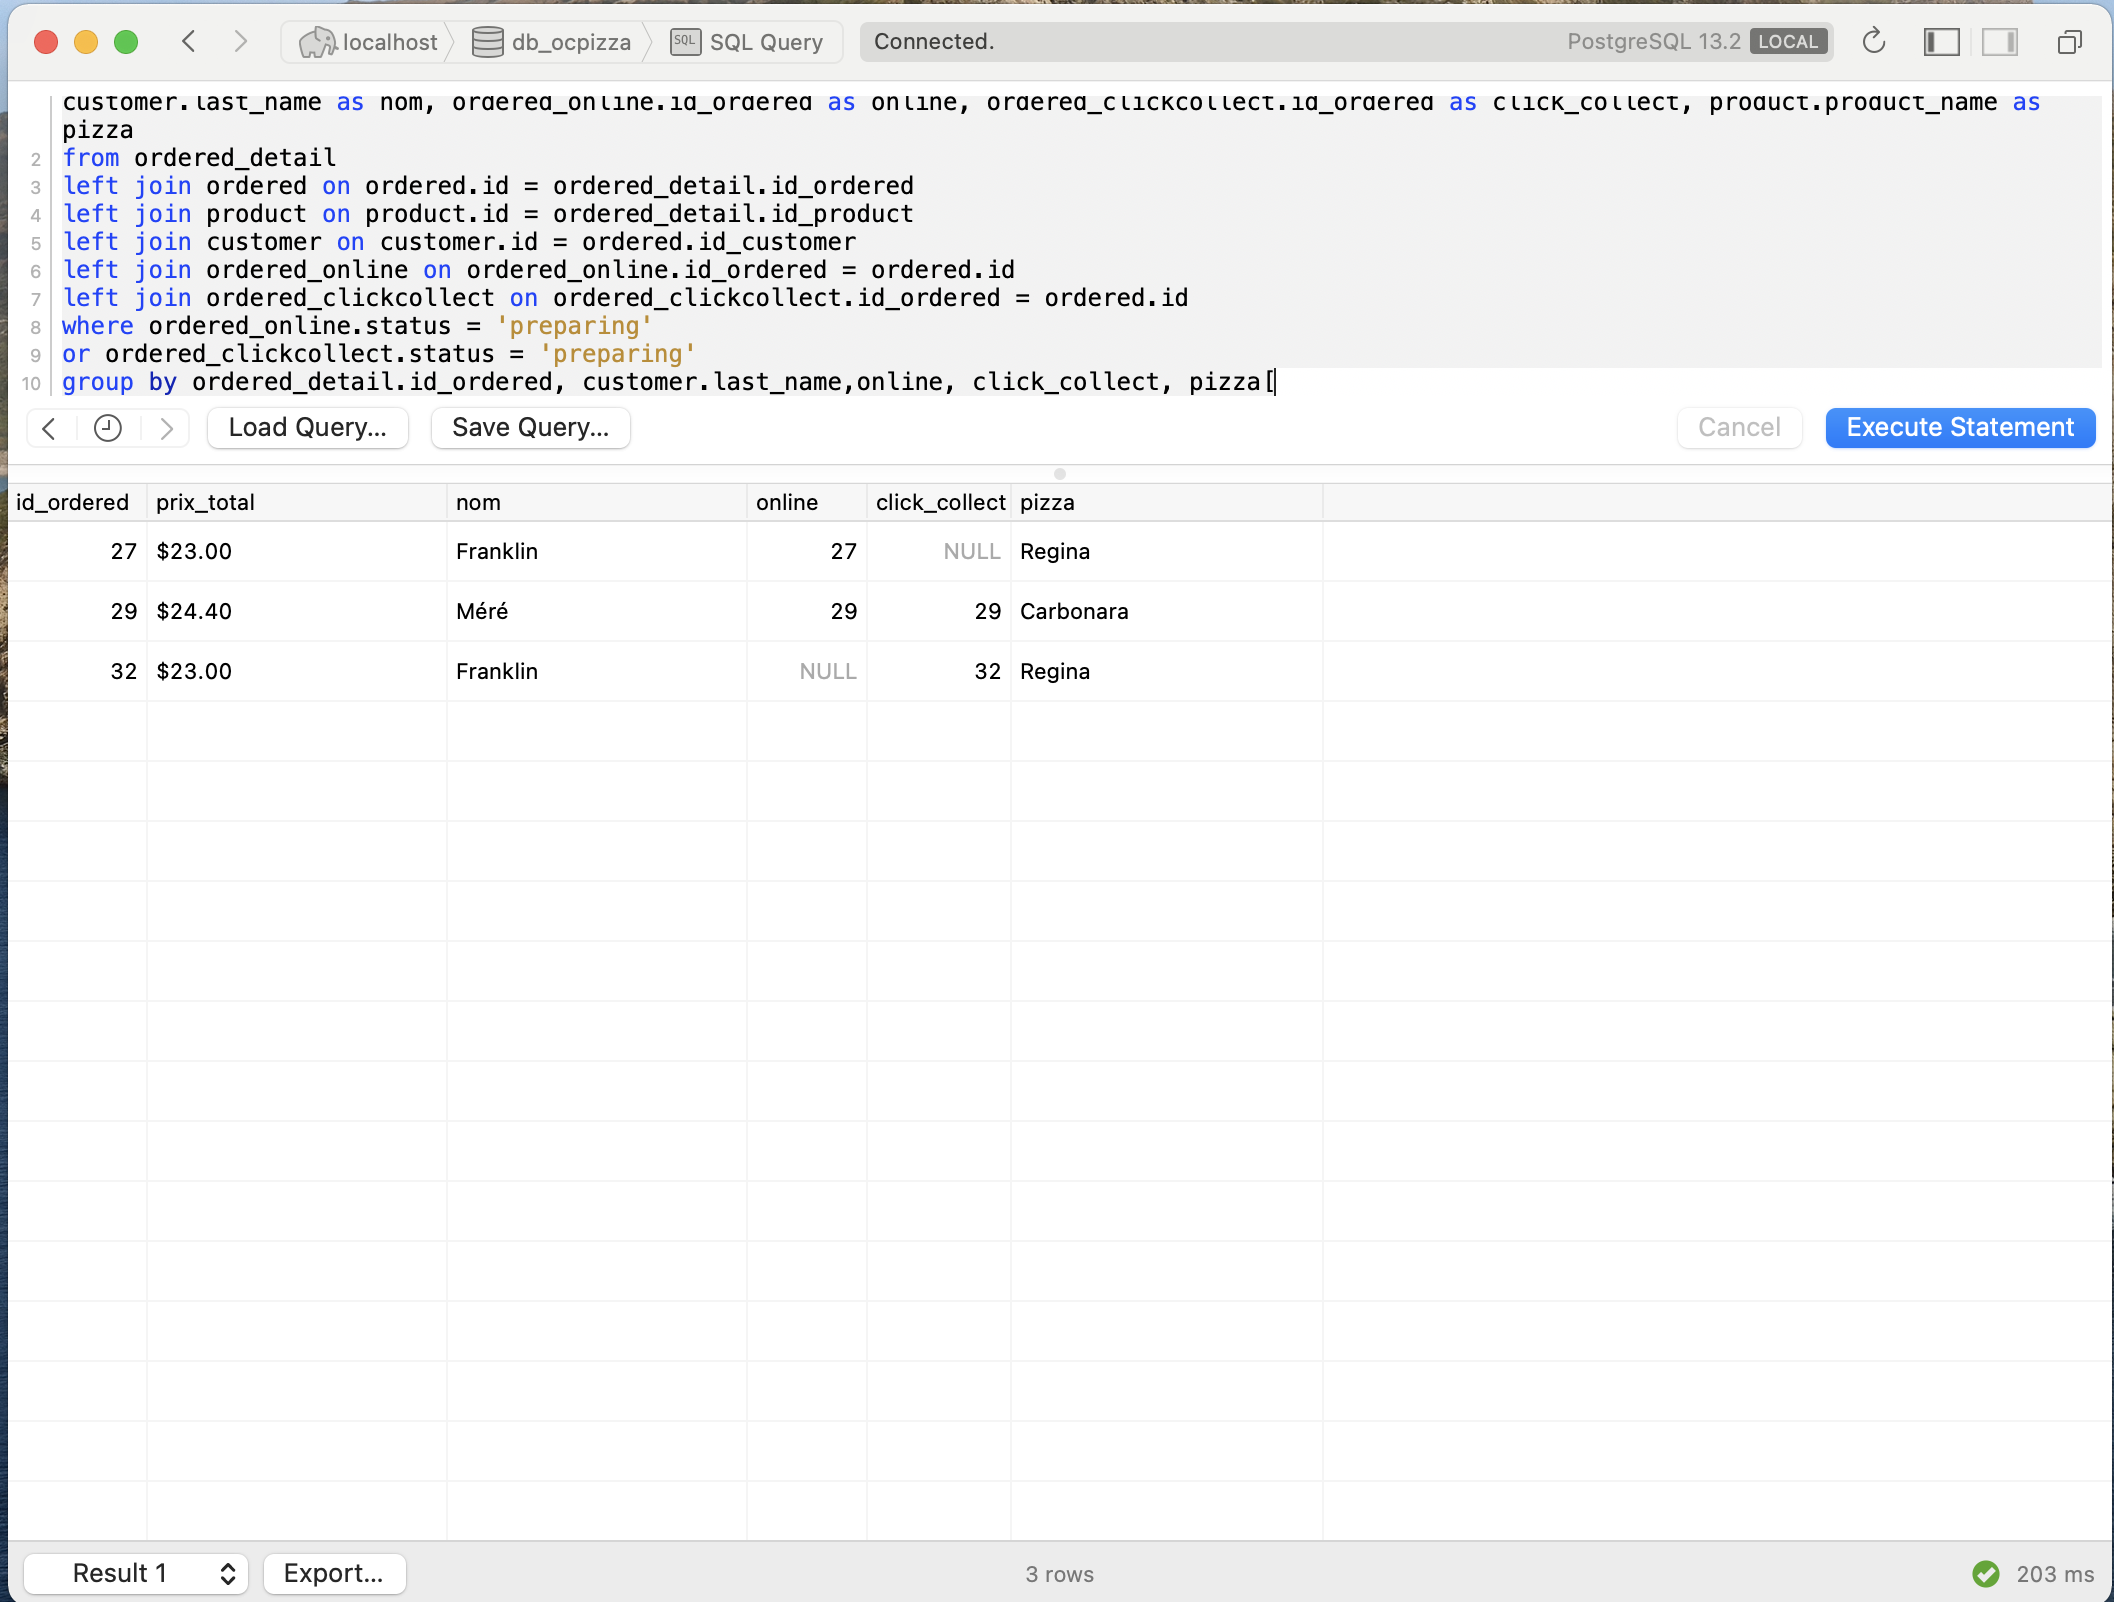 localhost db_ocpizza SQL SQL Query Connected. PostgreSQL 13.2 LOCAL
customer.last_name as nom, ordered_online.id_ordered as online, ordered_clickcollect.id_ordered as click_collect, product.product_name as
pizza
2 from ordered_detail
3 left join ordered on ordered.id = ordered_detail.id_ordered
4 left join product on product.id = ordered_detail.id_product
5 left join customer on customer.id = ordered.id_customer
6 left join ordered_online on ordered_online.id_ordered = ordered.id
7 left join ordered_clickcollect on ordered_clickcollect.id_ordered = ordered.id
8 where ordered_online.status = 'preparing'
9 or ordered_clickcollect.status = 'preparing'
10 group by ordered_detail.id_ordered, customer.last_name,online, click_collect, pizza[
Load Query... Save Query... Cancel Execute Statement
id_ordered prix_total nom online click_collect pizza
27 $23.00 Franklin 27 NULL Regina
29 $24.40 Méré 29 29 Carbonara
32 $23.00 Franklin NULL 32 Regina
Result 1 Export... 3 rows 203 ms